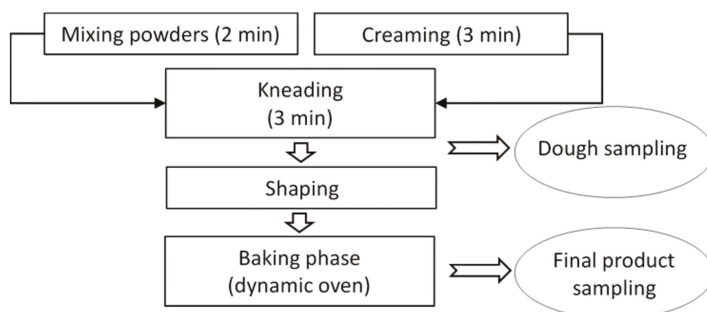 Mixing powders (2 min)
Creaming (3 min)
Kneading
(3 min)
Dough sampling
Shaping
Baking phase
(dynamic oven)
Final product
sampling